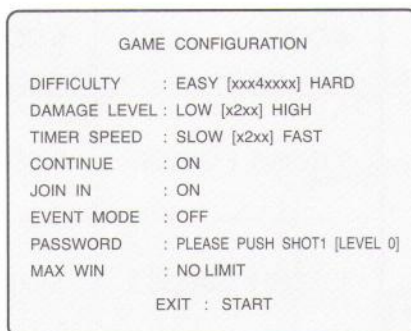 GAME CONFIGURATION
DIFFICULTY : EASY [xxx4xxxx] HARD
DAMAGE LEVEL : LOW [x2xx] HIGH
TIMER SPEED : SLOW [x2xx] FAST
CONTINUE : ON
JOIN IN : ON
EVENT MODE : OFF
PASSWORD : PLEASE PUSH SHOT1 [LEVEL 0]
MAX WIN : NO LIMIT
EXIT : START